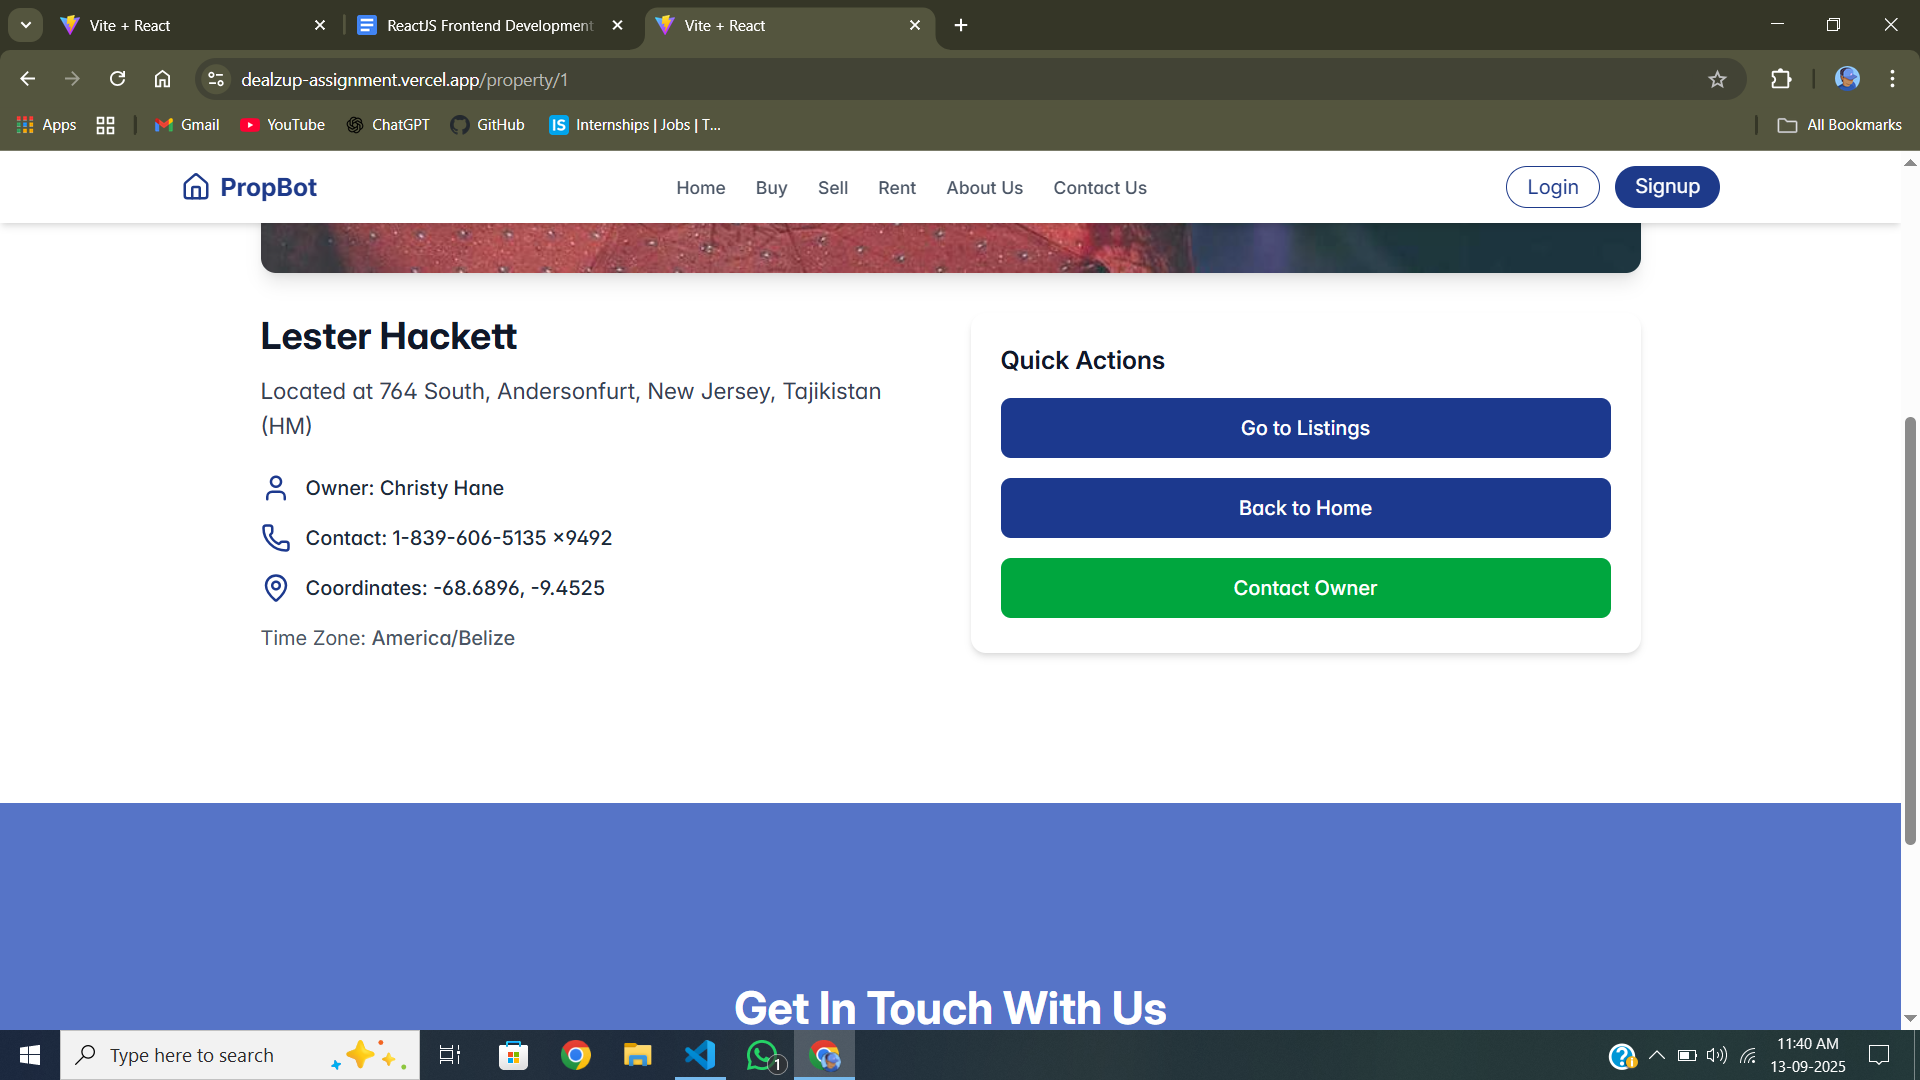 Vite + React
ReactJS Frontend Development
Vite + React
dealzup-assignment.vercel.app/property/1
Apps
Gmail
YouTube
ChatGPT
GitHub
IS
Internships | Jobs | T...
All Bookmarks
PropBot
Home
Buy
Sell
Rent
About Us
Contact Us
Login
Signup
Lester Hackett
Located at 764 South, Andersonfurt, New Jersey, Tajikistan
(HM)
Owner: Christy Hane
Contact: 1-839-606-5135 x9492
Coordinates: -68.6896, -9.4525
Time Zone: America/Belize
Quick Actions
Go to Listings
Back to Home
Contact Owner
Get In Touch With Us
Type here to search
1
11:40 AM
13-09-2025